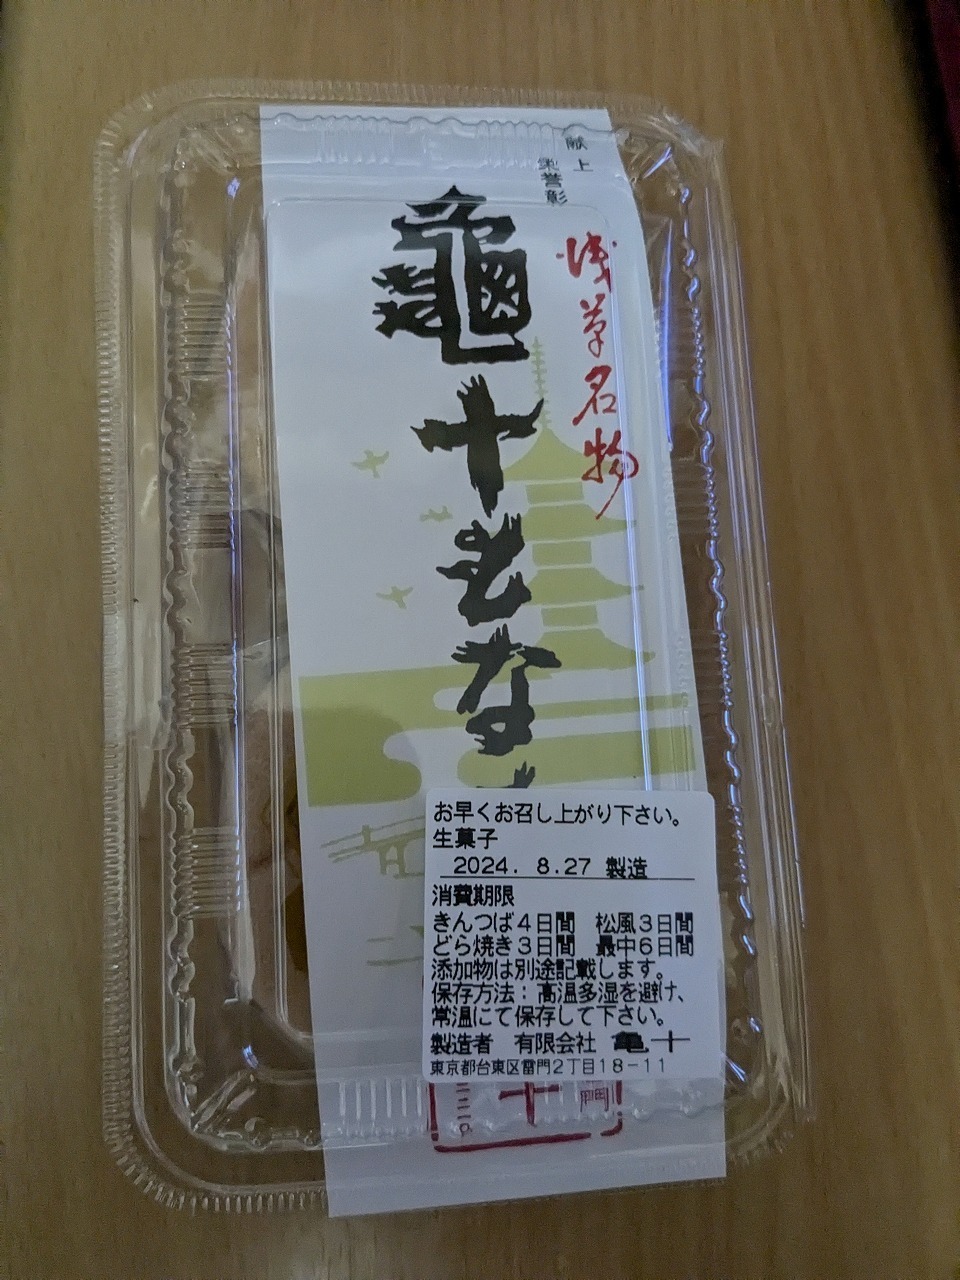 献上
栄誉彰
浅草名物
亀十もな
お早くお召し上がり下さい。
生菓子
2024. 8.27 製造
消費期限
きんつば4日間 松風3日間
どら焼き3日間 最中6日間
添加物は別途記載します。
保存方法：高温多湿を避け、
常温にて保存して下さい。
製造者 有限会社 亀十
東京都台東区雷門2丁目18-11
十